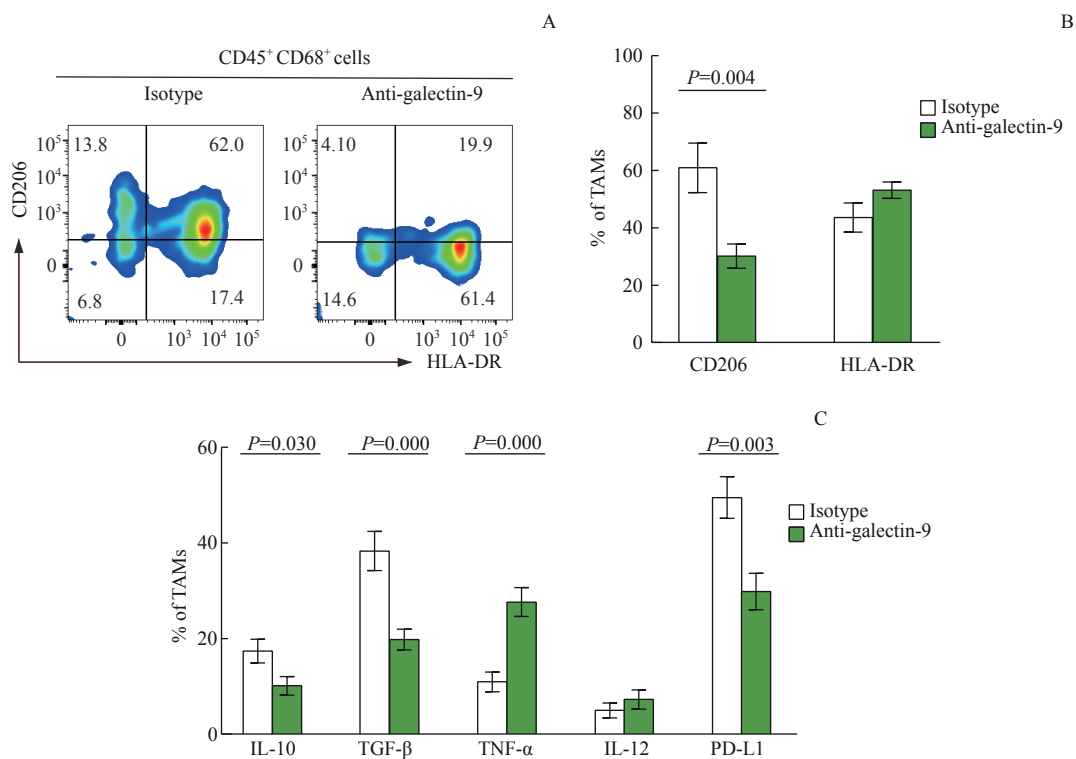 A
CD45⁺ CD68⁺ cells
Isotype
Anti-galectin-9
CD206
10⁵
10⁴
10³
0
13.8
62.0
6.8
17.4
0
10³
10⁴
10⁵
10⁵
10⁴
10³
0
4.10
19.9
14.6
61.4
0
10³
10⁴
10⁵
HLA-DR
B
% of TAMs
100
80
60
40
20
0
P=0.004
Isotype
Anti-galectin-9
CD206
HLA-DR
C
% of TAMs
60
40
20
0
P=0.030
P=0.000
P=0.000
P=0.003
Isotype
Anti-galectin-9
IL-10
TGF-β
TNF-α
IL-12
PD-L1